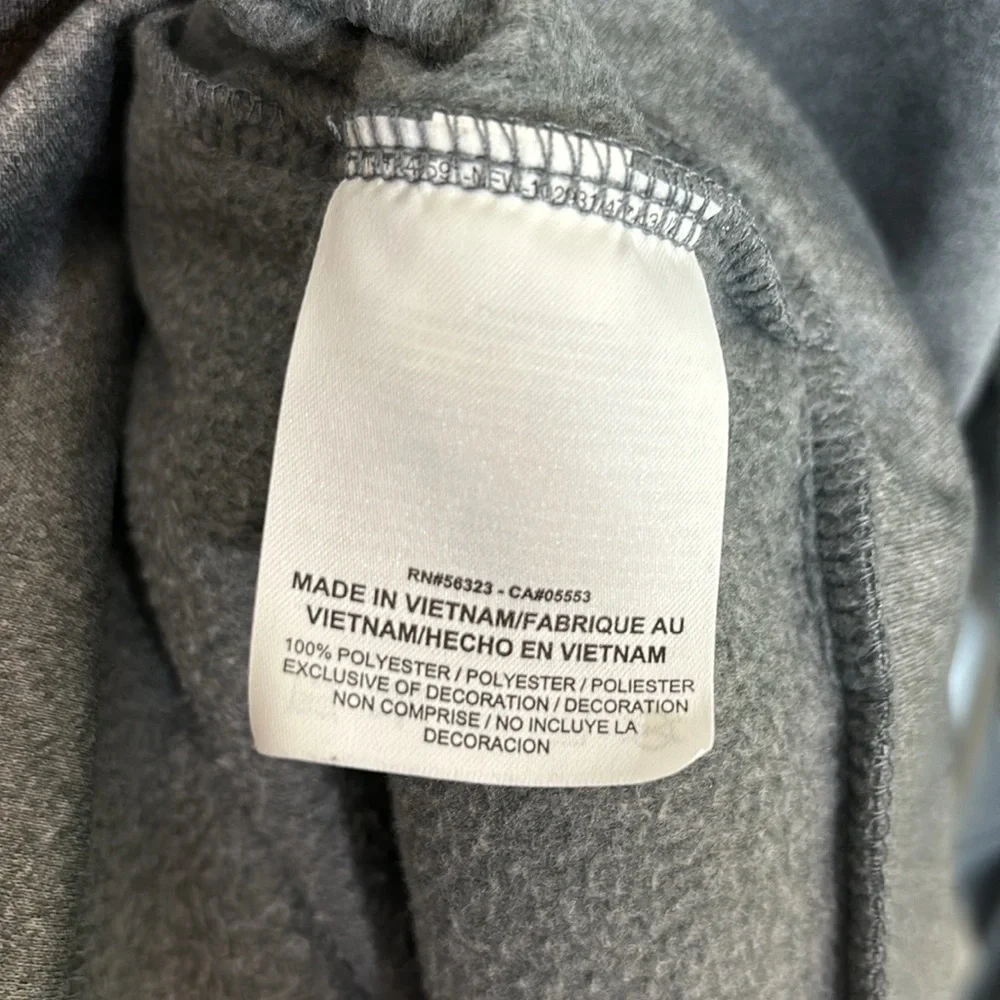 RN#56323 - CA#05553
MADE IN VIETNAM/FABRIQUE AU
VIETNAM/HECHO EN VIETNAM
100% POLYESTER / POLYESTER / POLIESTER
EXCLUSIVE OF DECORATION / DECORATION
NON COMPRISE / NO INCLUYE LA
DECORACION